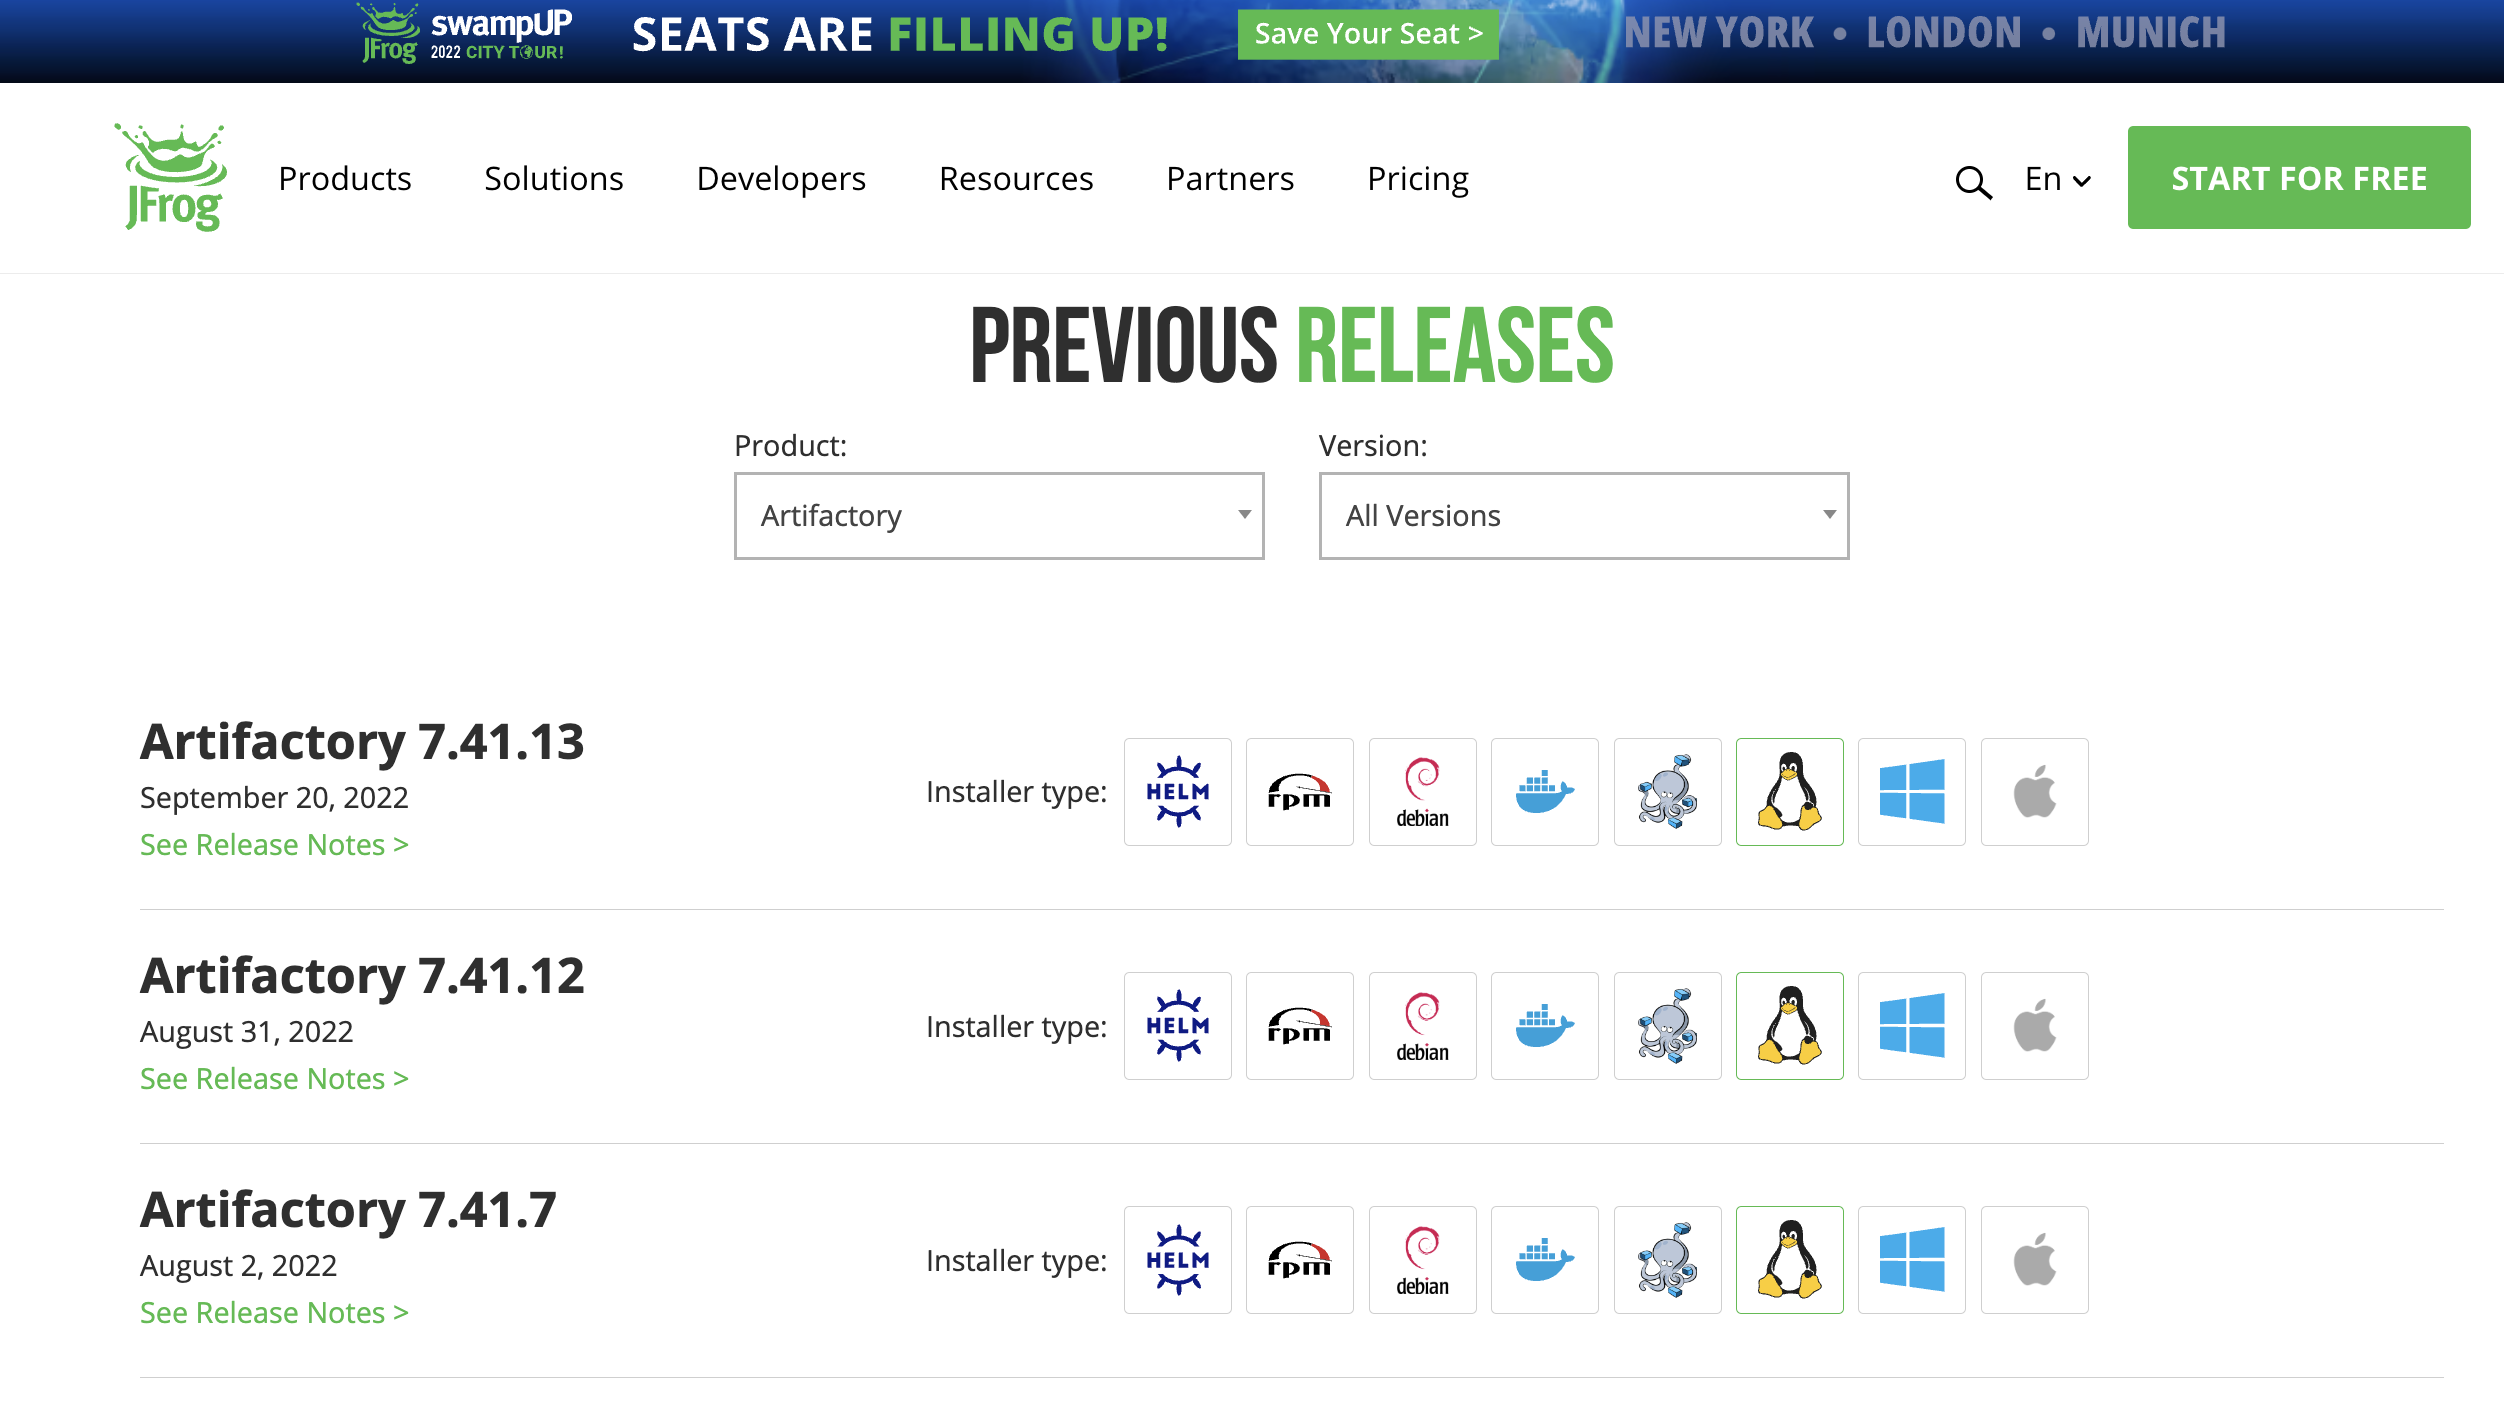 JFrog
swampUP
2022 CITY TOUR!
SEATS ARE FILLING UP!
Save Your Seat >
NEW YORK • LONDON • MUNICH
JFrog
Products
Solutions
Developers
Resources
Partners
Pricing
En
START FOR FREE
PREVIOUS RELEASES
Product:
Version:
Artifactory
All Versions
Artifactory 7.41.13
September 20, 2022
See Release Notes >
Installer type:
HELM
rpm
debian
Artifactory 7.41.12
August 31, 2022
See Release Notes >
Installer type:
HELM
rpm
debian
Artifactory 7.41.7
August 2, 2022
See Release Notes >
Installer type:
HELM
rpm
debian